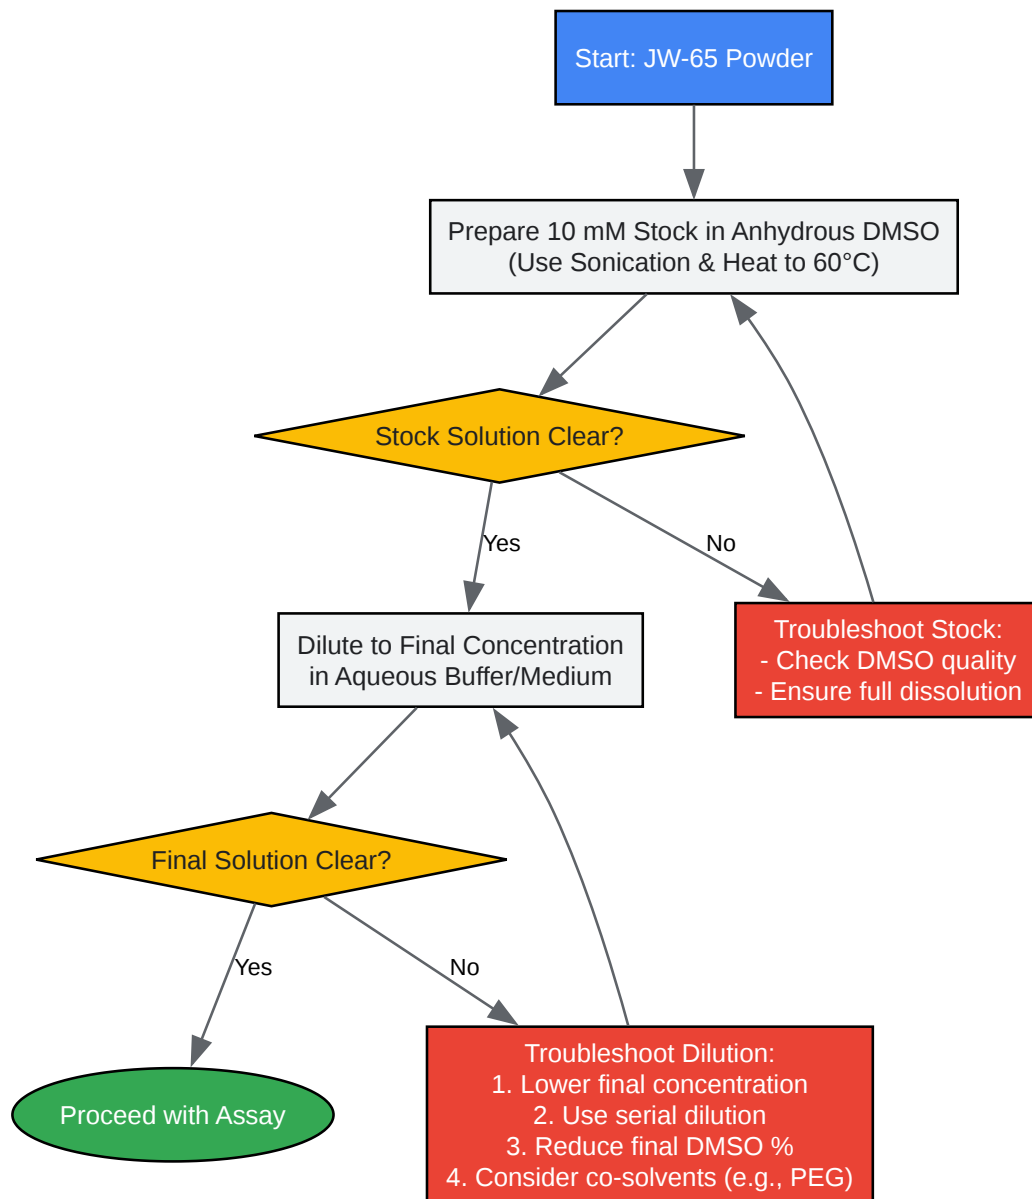 Start: JW-65 Powder
Prepare 10 mM Stock in Anhydrous DMSO
(Use Sonication & Heat to 60°C)
Stock Solution Clear?
Yes
No
Dilute to Final Concentration
in Aqueous Buffer/Medium
Troubleshoot Stock:
- Check DMSO quality
- Ensure full dissolution
Final Solution Clear?
Yes
No
Proceed with Assay
Troubleshoot Dilution:
1. Lower final concentration
2. Use serial dilution
3. Reduce final DMSO %
4. Consider co-solvents (e.g., PEG)